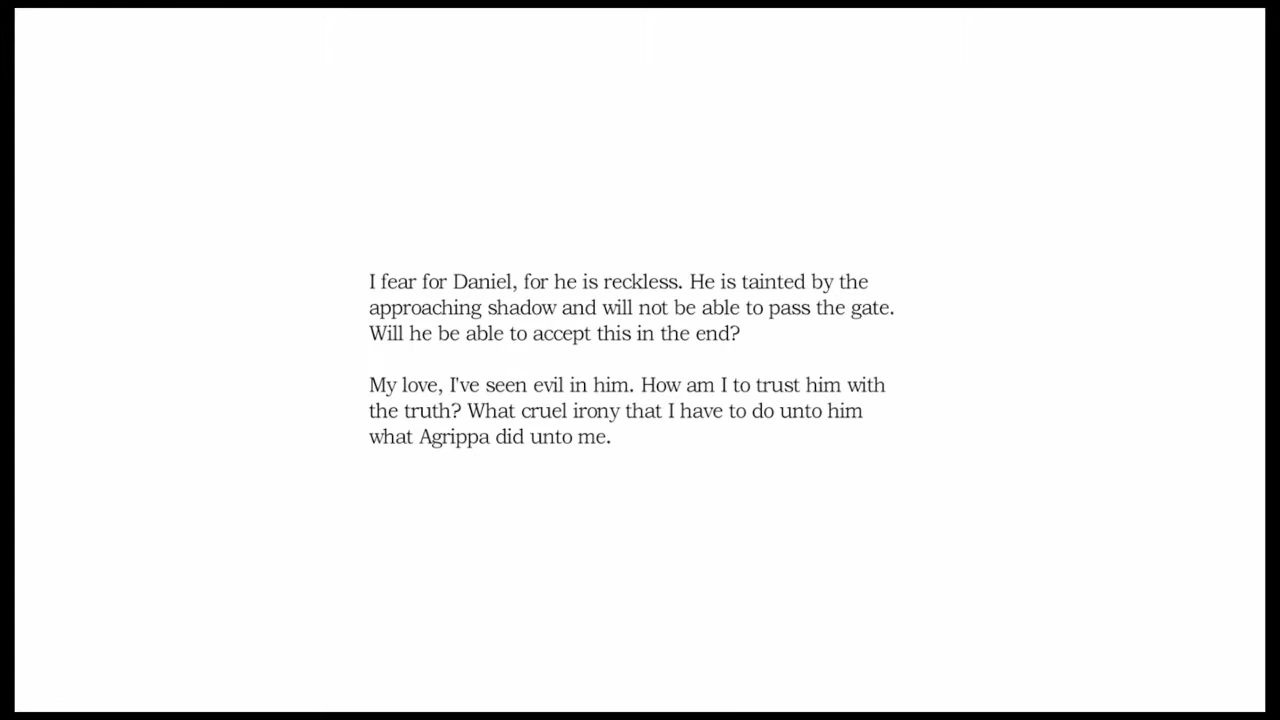 I fear for Daniel, for he is reckless. He is tainted by the
approaching shadow and will not be able to pass the gate.
Will he be able to accept this in the end?
My love, I've seen evil in him. How am I to trust him with
the truth? What cruel irony that I have to do unto him
what Agrippa did unto me.